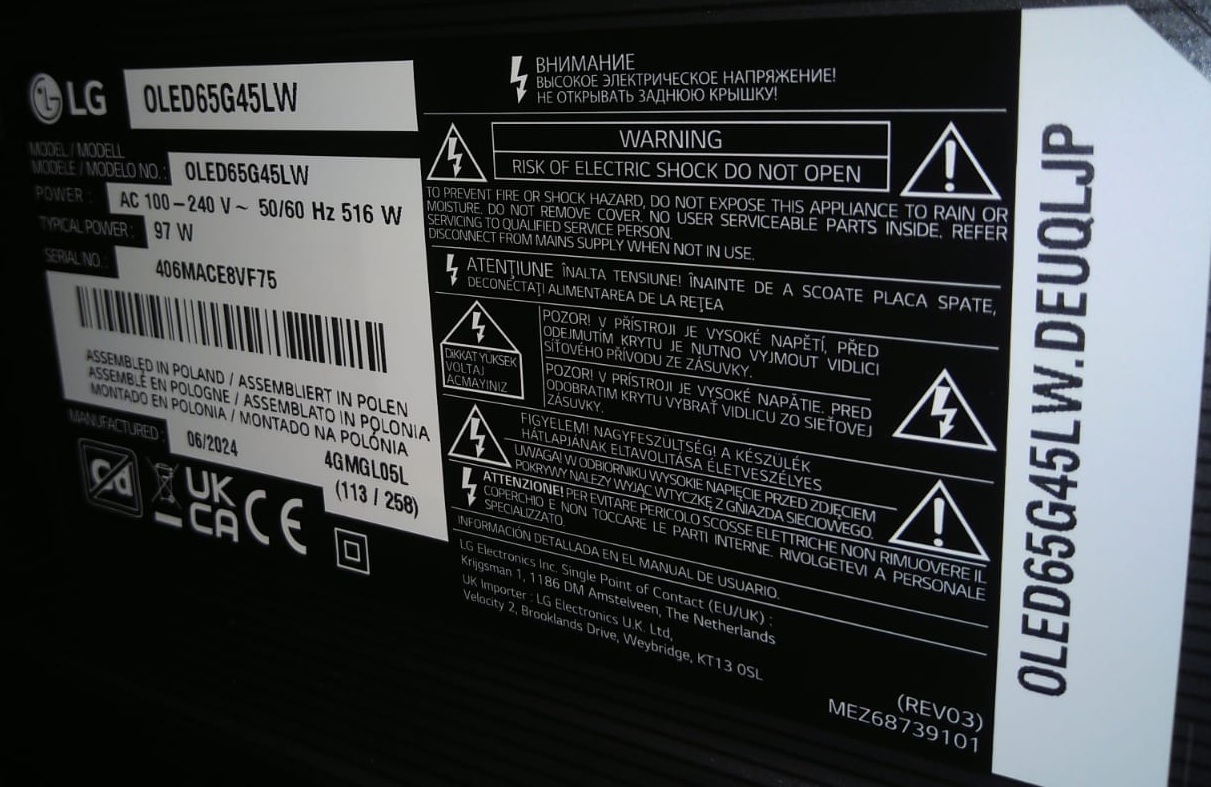 LG
OLED65G45LW
MODEL / MODELL
MODÈLE / MODELO NO. :
OLED65G45LW
POWER :
AC 100 – 240 V ~ 50/60 Hz 516 W
TYPICAL POWER :
97 W
SERIAL NO. :
406MACE8VF75
ASSEMBLED IN POLAND / ASSEMBLIERT IN POLEN
ASSEMBLÉ EN POLOGNE / ASSEMBLATO IN POLONIA
MONTADO EN POLONIA / MONTADO NA POLÓNIA
MANUFACTURED :
06/2024
4GMGL05L
(113 / 258)
UK
CA
CE
ВНИМАНИЕ
ВЫСОКОЕ ЭЛЕКТРИЧЕСКОЕ НАПРЯЖЕНИЕ!
НЕ ОТКРЫВАТЬ ЗАДНЮЮ КРЫШКУ!
WARNING
RISK OF ELECTRIC SHOCK DO NOT OPEN
TO PREVENT FIRE OR SHOCK HAZARD, DO NOT EXPOSE THIS APPLIANCE TO RAIN OR
MOISTURE. DO NOT REMOVE COVER. NO USER SERVICEABLE PARTS INSIDE. REFER
SERVICING TO QUALIFIED SERVICE PERSON.
DISCONNECT FROM MAINS SUPPLY WHEN NOT IN USE.
ATENŢIUNE ÎNALTA TENSIUNE! ÎNAINTE DE A SCOATE PLACA SPATE,
DECONECTAŢI ALIMENTAREA DE LA REŢEA
DiKKAT YUKSEK
VOLTAJ
ACMAYINIZ
POZOR! V PŘÍSTROJI JE VYSOKÉ NAPĚTÍ, PŘED
ODEJMUTÍM KRYTU JE NUTNO VYJMOUT VIDLICI
SÍŤOVÉHO PŘÍVODU ZE ZÁSUVKY.
POZOR! V PRÍSTROJI JE VYSOKÉ NAPÄTIE. PRED
ODOBRATIM KRYTU VYBRAŤ VIDLICU ZO SIEŤOVEJ
ZÁSUVKY.
FIGYELEM! NAGYFESZÜLTSÉG! A KÉSZÜLÉK
HÁTLAPJÁNAK ELTAVOLITÁSA ÉLETVESZÉLYES
UWAGA! W ODBIORNIKU WYSOKIE NAPIĘCIE PRZED ZDJĘCIEM
POKRYWY NALEŻY WYJĄC WTYCZKĘ Z GNIAZDA SIECIOWEGO.
ATTENZIONE! PER EVITARE PERICOLO SCOSSE ELETTRICHE NON RIMUOVERE IL
COPERCHIO E NON TOCCARE LE PARTI INTERNE. RIVOLGETEVI A PERSONALE
SPECIALIZZATO.
INFORMACIÓN DETALLADA EN EL MANUAL DE USUARIO.
LG Electronics Inc. Single Point of Contact (EU/UK) :
Krijgsman 1, 1186 DM Amstelveen, The Netherlands
UK Importer : LG Electronics U.K. Ltd,
Velocity 2, Brooklands Drive, Weybridge, KT13 0SL
(REV03)
MEZ68739101
OLED65G45LW.DEUQLJP